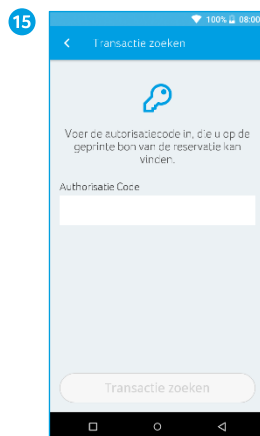 15
100% 08:00
Transactie zoeken
Voer de autorisatiecode in, die u op de
geprinte bon van de reservatie kan
vinden.
Authorisatie Code
Transactie zoeken